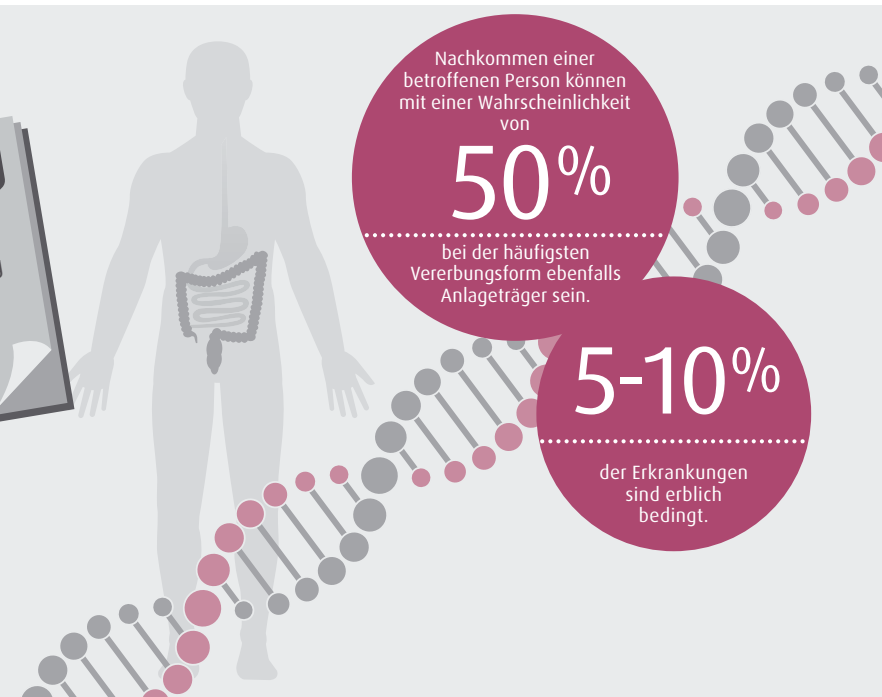 Nachkommen einer
betroffenen Person können
mit einer Wahrscheinlichkeit
von
50%
bei der häufigsten
Vererbungsform ebenfalls
Anlageträger sein.
5-10%
der Erkrankungen
sind erblich
bedingt.